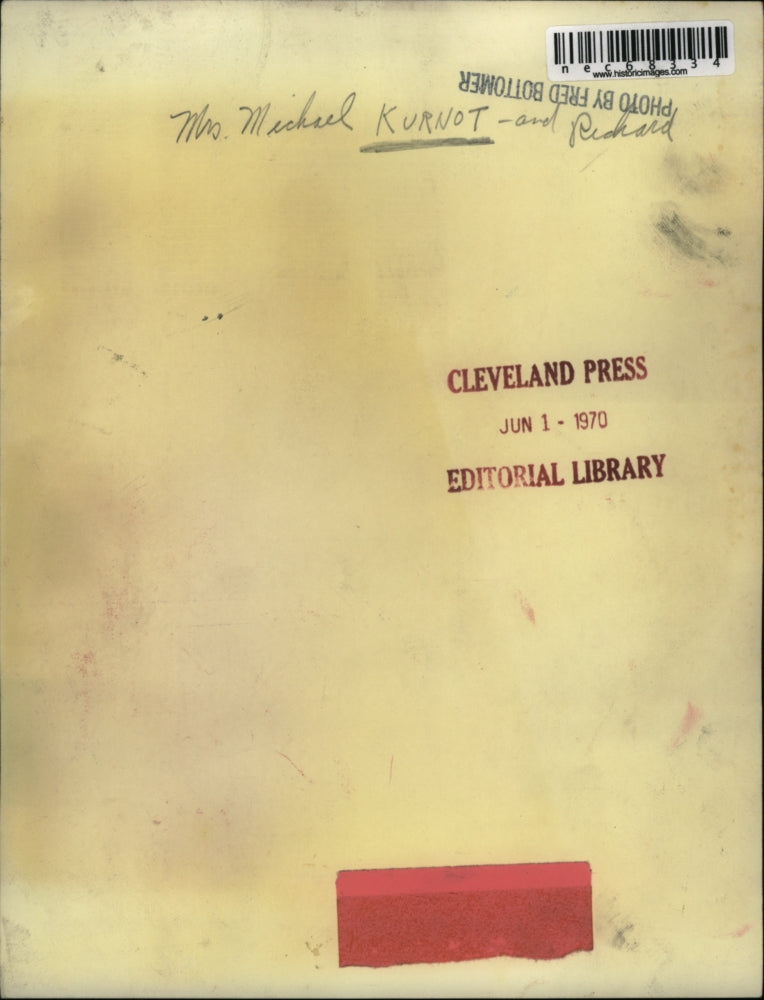 nec68334
www.historicimages.com
PHOTO BY FRED BOTTOMER
Mrs. Michael KURNOT - and Richard
CLEVELAND PRESS
JUN 1 - 1970
EDITORIAL LIBRARY